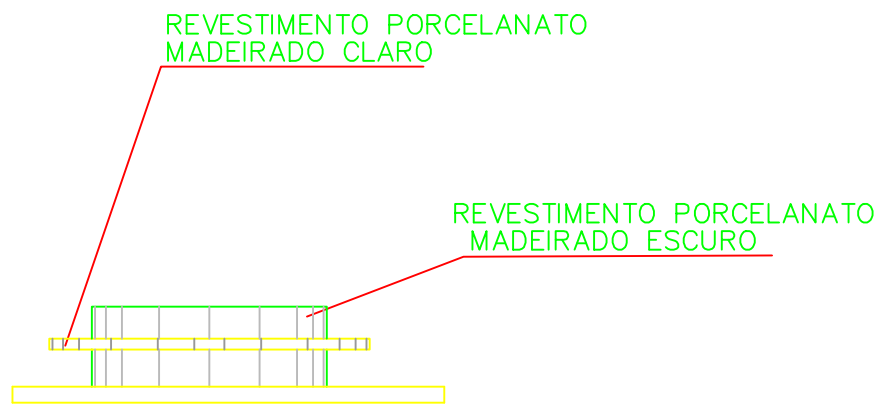 REVESTIMENTO PORCELANATO
MADEIRADO CLARO
REVESTIMENTO PORCELANATO
MADEIRADO ESCURO